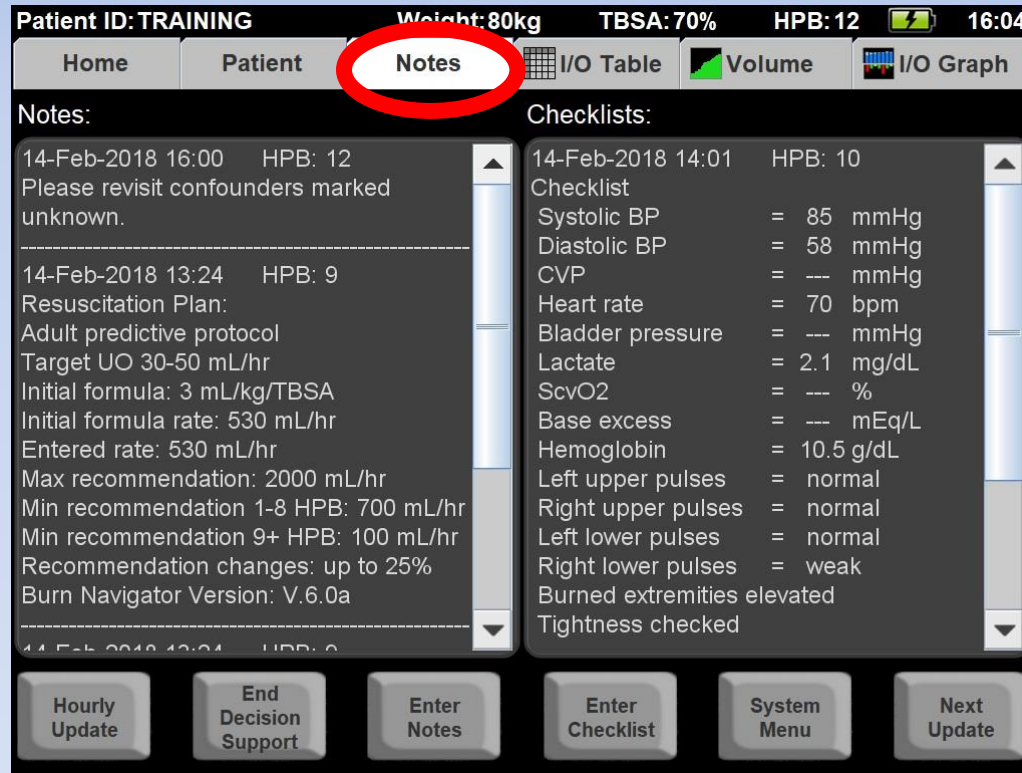 Patient ID: TRAINING Weight: 80kg TBSA: 70% HPB: 12 16:04
Home Patient Notes I/O Table Volume I/O Graph
Notes:
14-Feb-2018 16:00 HPB: 12
Please revisit confounders marked
unknown.
14-Feb-2018 13:24 HPB: 9
Resuscitation Plan:
Adult predictive protocol
Target UO 30-50 mL/hr
Initial formula: 3 mL/kg/TBSA
Initial formula rate: 530 mL/hr
Entered rate: 530 mL/hr
Max recommendation: 2000 mL/hr
Min recommendation 1-8 HPB: 700 mL/hr
Min recommendation 9+ HPB: 100 mL/hr
Recommendation changes: up to 25%
Burn Navigator Version: V.6.0a
14-Feb-2018 13:24 HPB: 9
Checklists:
14-Feb-2018 14:01 HPB: 10
Checklist
Systolic BP = 85 mmHg
Diastolic BP = 58 mmHg
CVP = --- mmHg
Heart rate = 70 bpm
Bladder pressure = --- mmHg
Lactate = 2.1 mg/dL
ScvO2 = --- %
Base excess = --- mEq/L
Hemoglobin = 10.5 g/dL
Left upper pulses = normal
Right upper pulses = normal
Left lower pulses = normal
Right lower pulses = weak
Burned extremities elevated
Tightness checked
Hourly
Update
End
Decision
Support
Enter
Notes
Enter
Checklist
System
Menu
Next
Update